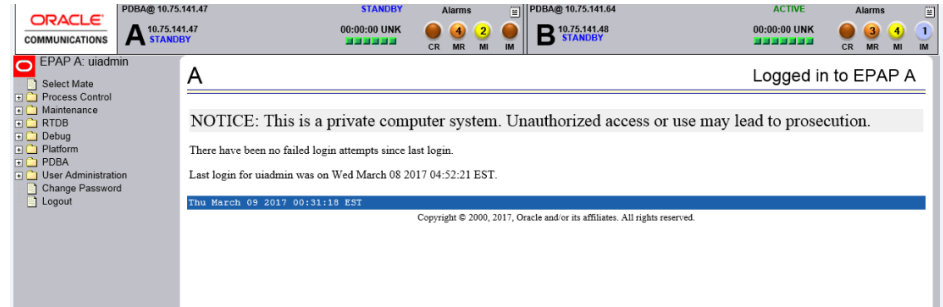 ORACLE
COMMUNICATIONS
PDBA@ 10.75.141.47 STANDBY Alarms
A 10.75.141.47 00:00:00 UNK
STANDBY
4 2
CR MR MI IM
PDBA@ 10.75.141.64 ACTIVE Alarms
B 10.75.141.48 00:00:00 UNK
STANDBY
3 4 1
CR MR MI IM
EPAP A: uiadmin
Select Mate
Process Control
Maintenance
RTDB
Debug
Platform
PDBA
User Administration
Change Password
Logout
A Logged in to EPAP A
NOTICE: This is a private computer system. Unauthorized access or use may lead to prosecution.
There have been no failed login attempts since last login.
Last login for uiadmin was on Wed March 08 2017 04:52:21 EST.
Thu March 09 2017 00:31:18 EST
Copyright © 2000, 2017, Oracle and/or its affiliates. All rights reserved.